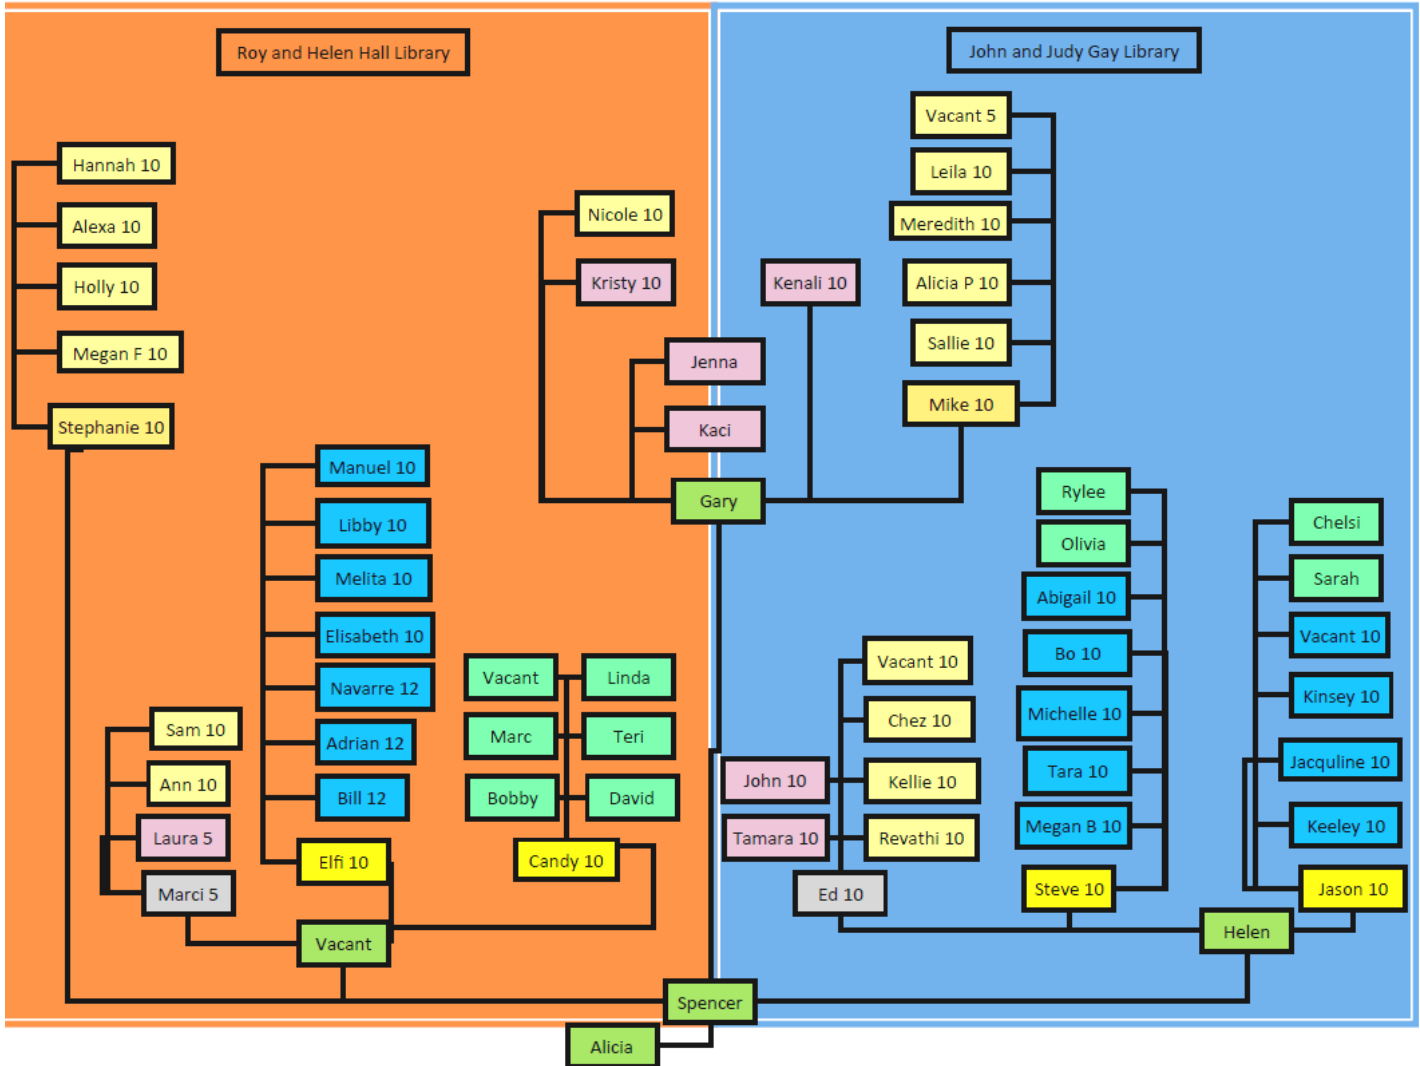 Roy and Helen Hall Library
John and Judy Gay Library
Hannah 10
Alexa 10
Holly 10
Megan F 10
Stephanie 10
Nicole 10
Kristy 10
Jenna
Kaci
Gary
Kenali 10
Vacant 5
Leila 10
Meredith 10
Alicia P 10
Sallie 10
Mike 10
Manuel 10
Libby 10
Melita 10
Elisabeth 10
Navarre 12
Adrian 12
Bill 12
Elfi 10
Sam 10
Ann 10
Laura 5
Marci 5
Vacant
Vacant
Linda
Marc
Teri
Bobby
David
Candy 10
Vacant 10
Chez 10
John 10
Kellie 10
Tamara 10
Revathi 10
Ed 10
Rylee
Olivia
Abigail 10
Bo 10
Michelle 10
Tara 10
Megan B 10
Steve 10
Chelsi
Sarah
Vacant 10
Kinsey 10
Jacquline 10
Keeley 10
Jason 10
Helen
Spencer
Alicia